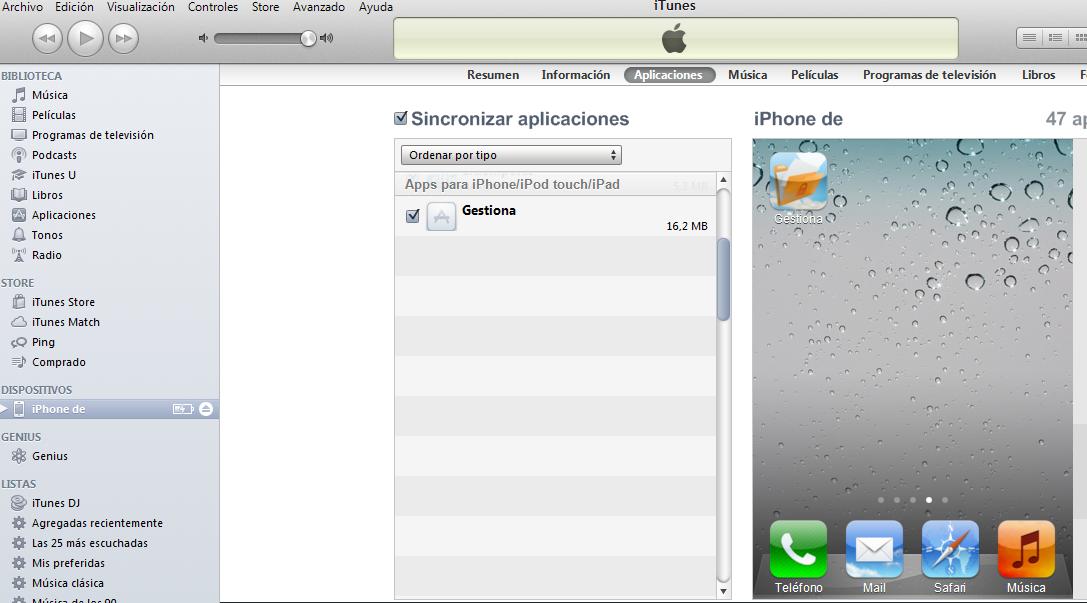 iTunes
Archivo Edición Visualización Controles Store Avanzado Ayuda
Resumen Información Aplicaciones Música Películas Programas de televisión Libros
BIBLIOTECA
Música
Películas
Programas de televisión
Podcasts
iTunes U
Libros
Aplicaciones
Tonos
Radio
STORE
iTunes Store
iTunes Match
Ping
Comprado
DISPOSITIVOS
iPhone de
GENIUS
Genius
LISTAS
iTunes DJ
Agregadas recientemente
Las 25 más escuchadas
Mis preferidas
Música clásica
Música de los 90
Sincronizar aplicaciones
Ordenar por tipo
Apps para iPhone/iPod touch/iPad
Gestiona
16,2 MB
iPhone de 47
Gestiona
Teléfono Mail Safari Música